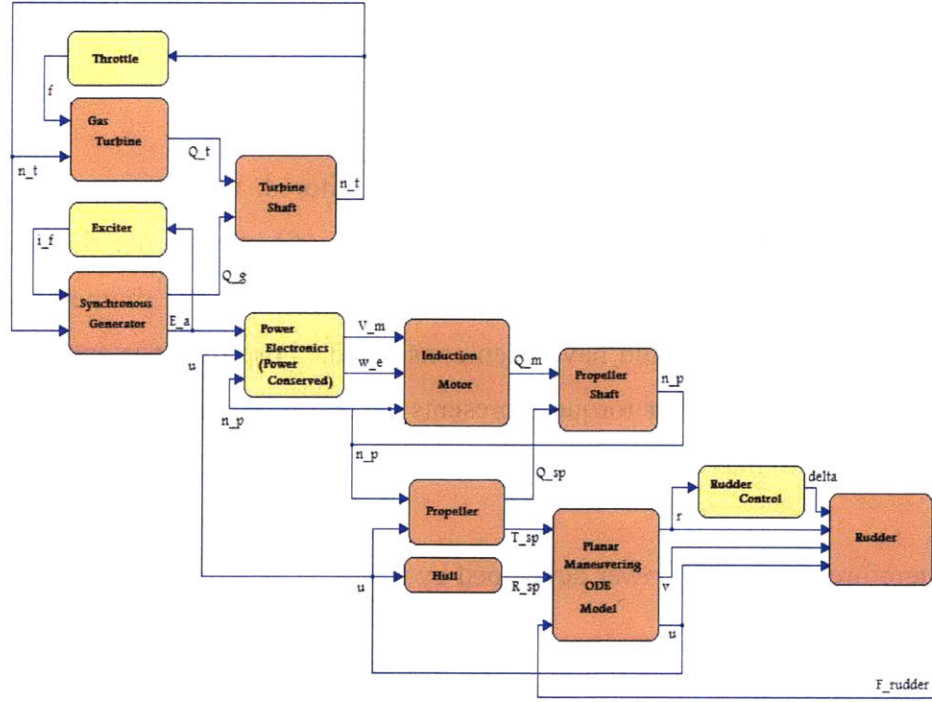 Throttle
f
Gas
Turbine
Q_t
n_t
Turbine
Shaft
n_t
Exciter
i_f
Q_g
Synchronous
Generator
E_a
Power
Electronics
(Power
Conserved)
V_m
w_e
u
n_p
Induction
Motor
Q_m
Propeller
Shaft
n_p
n_p
Q_sp
Propeller
T_sp
Hull
R_sp
u
Planar
Maneuvering
ODE
Model
r
v
u
Rudder
Control
delta
Rudder
F_rudder